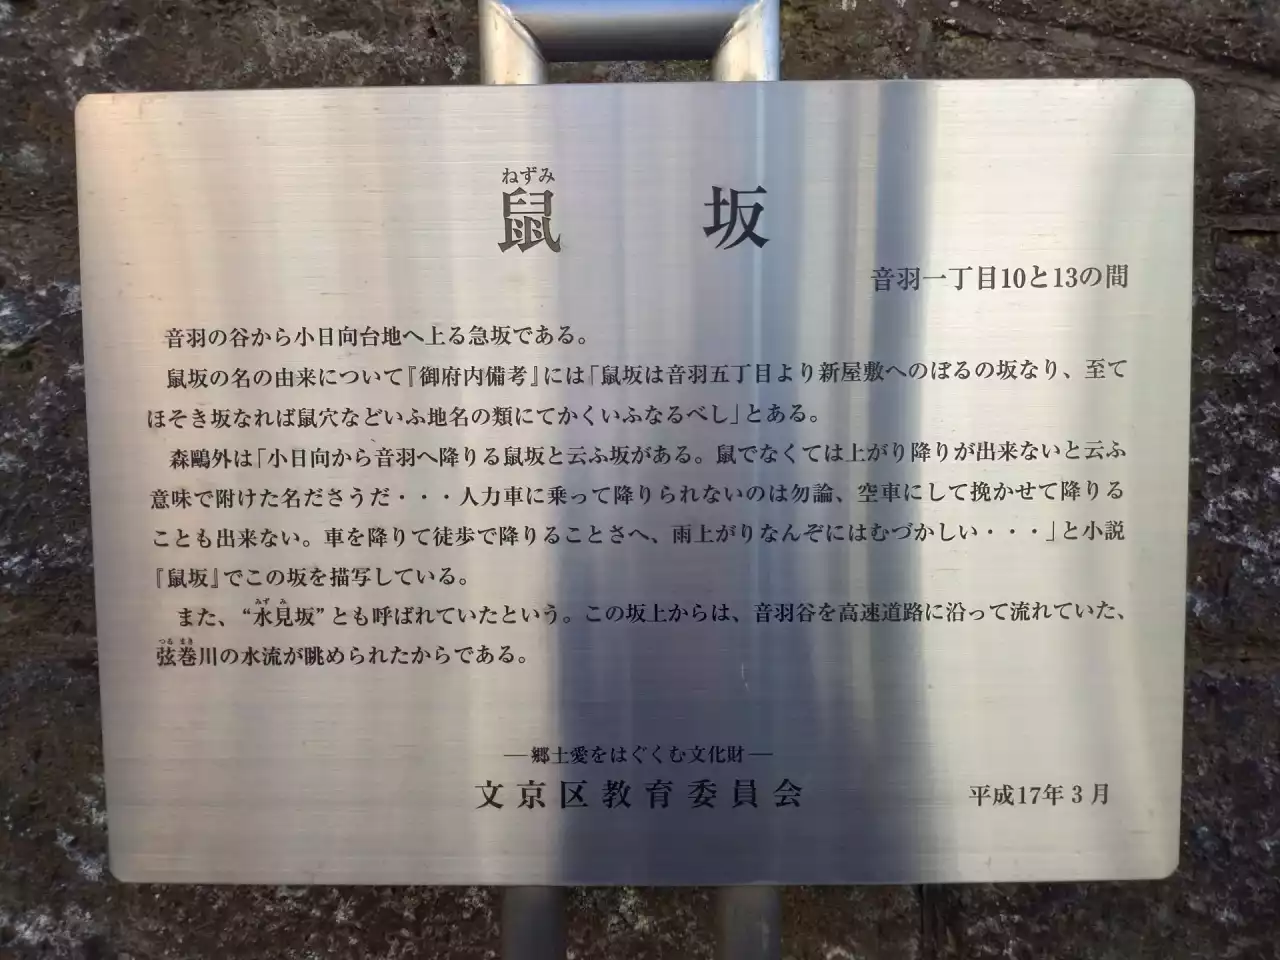 ねずみ
鼠 坂
音羽一丁目10と13の間
音羽の谷から小日向台地へ上る急坂である。
鼠坂の名の由来について『御府内備考』には「鼠坂は音羽五丁目より新屋敷へのぼるの坂なり、至て
ほそき坂なれば鼠穴などいふ地名の類にてかくいふなるべし」とある。
森鷗外は「小日向から音羽へ降りる鼠坂と云ふ坂がある。鼠でなくては上がり降りが出来ないと云ふ
意味で附けた名ださうだ・・・人力車に乗って降りられないのは勿論、空車にして挽かせて降りる
ことも出来ない。車を降りて徒歩で降りることさへ、雨上がりなんぞにはむづかしい・・・」と小説
『鼠坂』でこの坂を描写している。
みず み
また、“水見坂”とも呼ばれていたという。この坂上からは、音羽谷を高速道路に沿って流れていた、
つる まき
弦巻川の水流が眺められたからである。
―郷土愛をはぐくむ文化財―
文京区教育委員会 平成17年3月